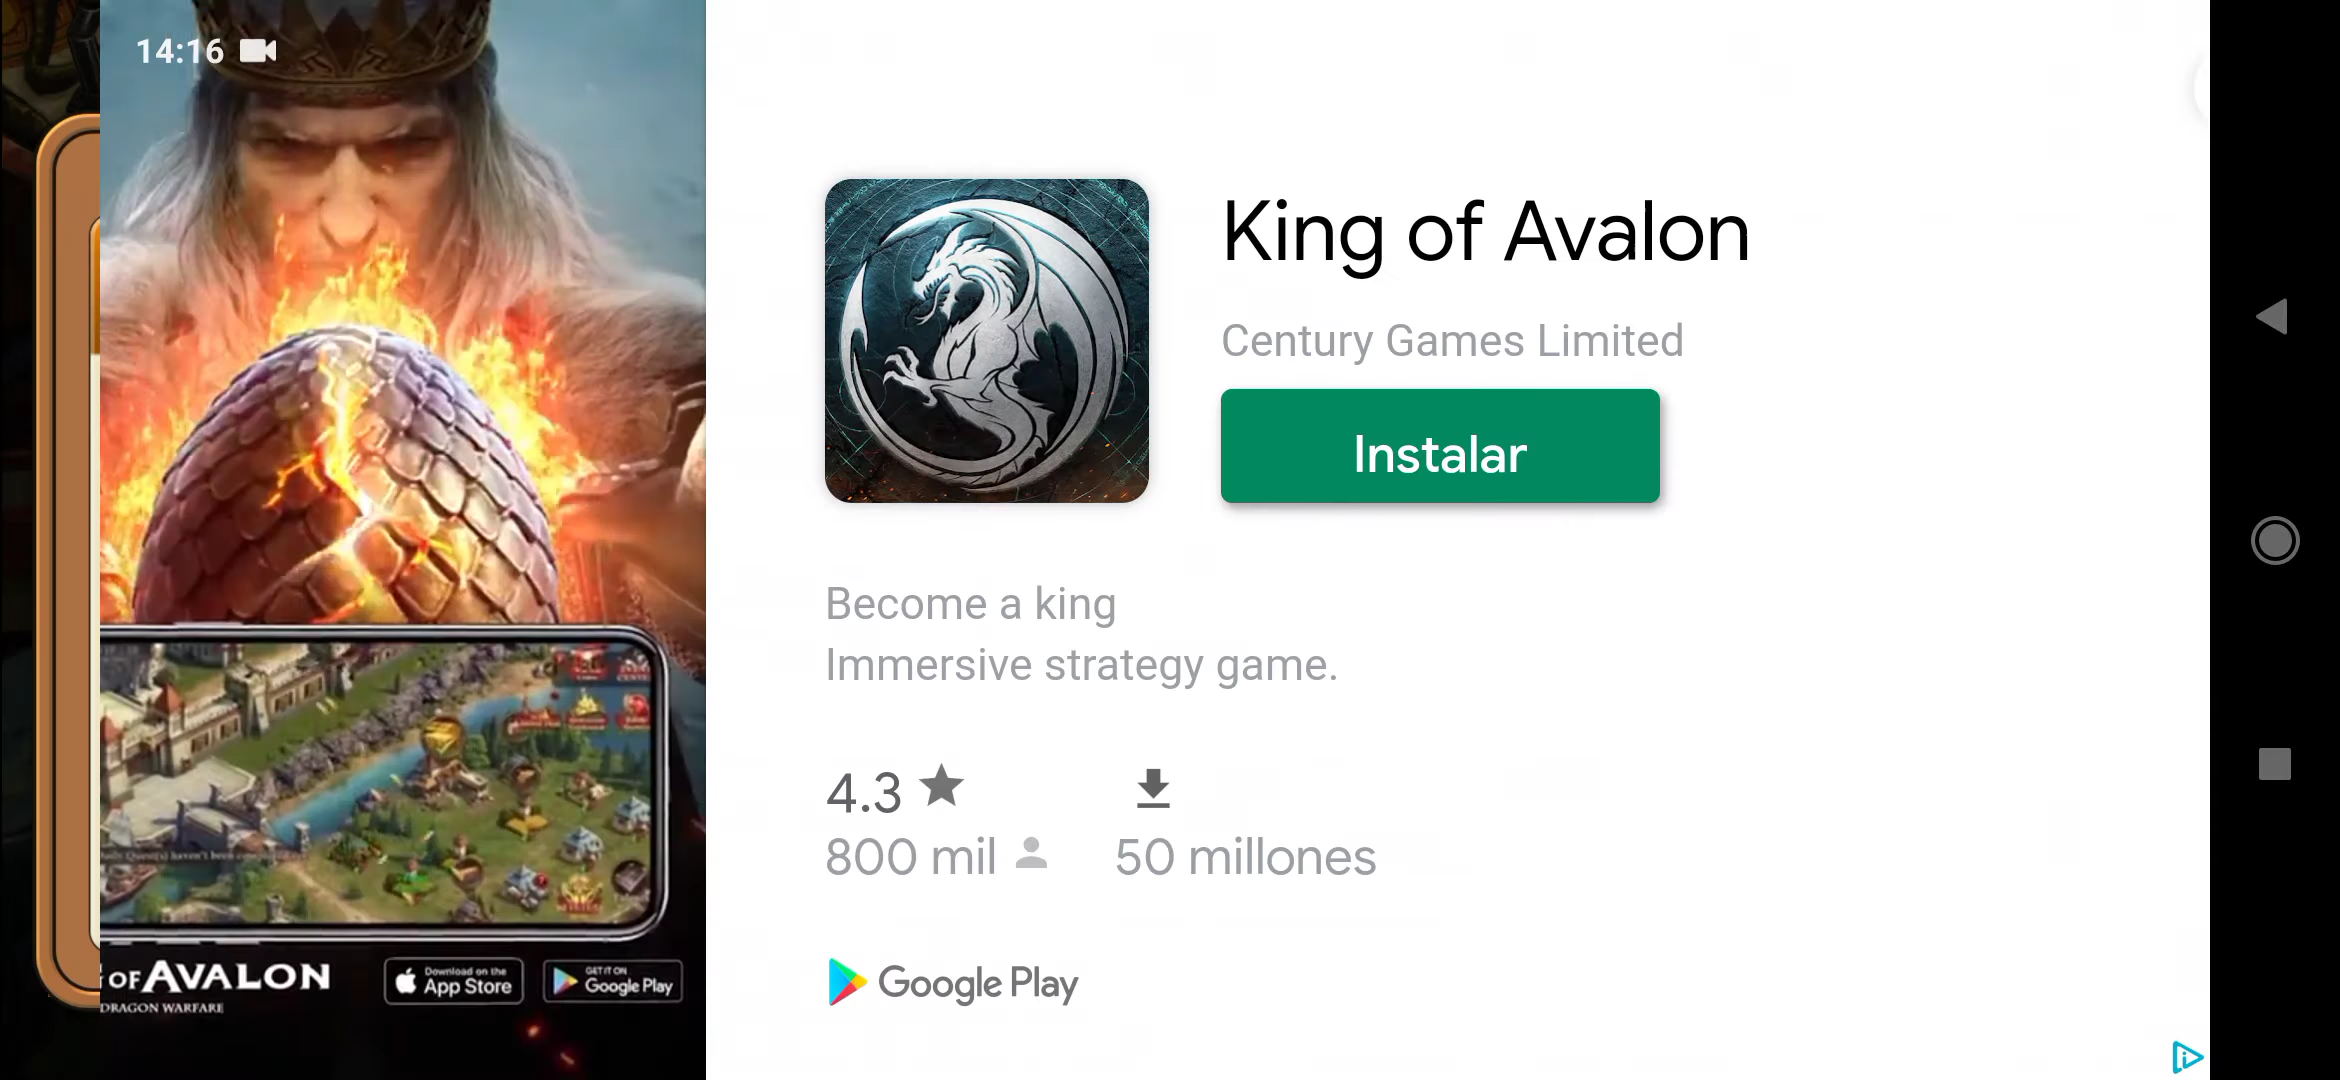 14:16
King of Avalon
Century Games Limited
Instalar
Become a king
Immersive strategy game.
4.3
800 mil
50 millones
Google Play
OF AVALON
DRAGON WARFARE
Download on the
App Store
GET IT ON
Google Play